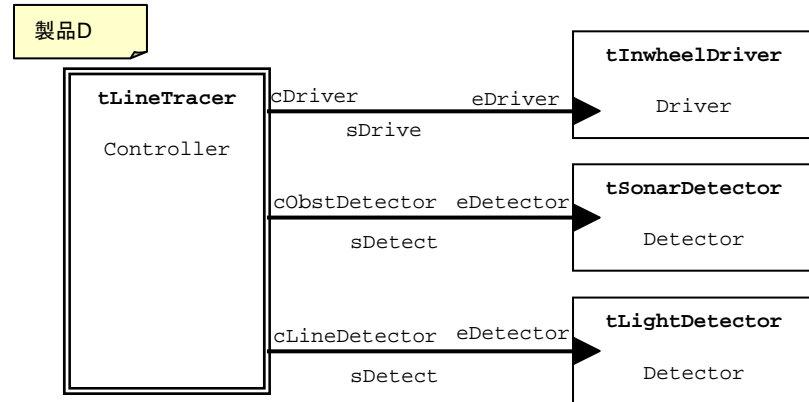 製品D
tLineTracer
Controller
cDriver
eDriver
sDrive
tInwheelDriver
Driver
cObstDetector
eDetector
sDetect
tSonarDetector
Detector
cLineDetector
eDetector
sDetect
tLightDetector
Detector